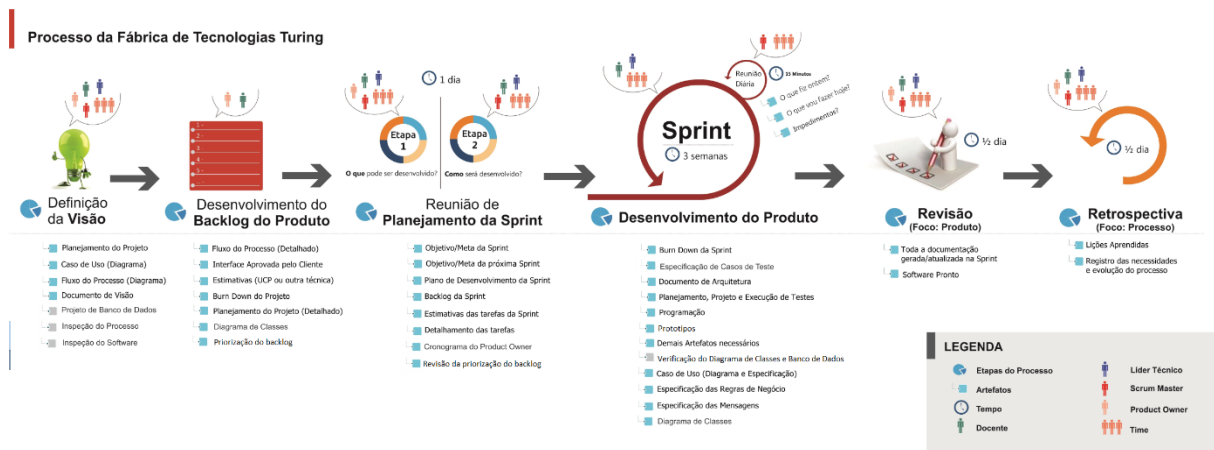 Processo da Fábrica de Tecnologias Turing
1 dia
Etapa
1
O que pode ser desenvolvido?
Etapa
2
Como será desenvolvido?
Sprint
3 semanas
Reunião
Diária
15 Minutos
O que fiz ontem?
O que vou fazer hoje?
Impedimentos?
½ dia
½ dia
Definição
da Visão
Planejamento do Projeto
Caso de Uso (Diagrama)
Fluxo do Processo (Diagrama)
Documento de Visão
Projeto de Banco de Dados
Inspeção do Processo
Inspeção do Software
1 -
2 -
3 -
4 -
5 -
Desenvolvimento do
Backlog do Produto
Fluxo do Processo (Detalhado)
Interface Aprovada pelo Cliente
Estimativas (UCP ou outra técnica)
Burn Down do Projeto
Planejamento do Projeto (Detalhado)
Diagrama de Classes
Priorização do backlog
Reunião de
Planejamento da Sprint
Objetivo/Meta da Sprint
Objetivo/Meta da próxima Sprint
Plano de Desenvolvimento da Sprint
Backlog da Sprint
Estimativas das tarefas da Sprint
Detalhamento das tarefas
Cronograma do Product Owner
Revisão da priorização do backlog
Desenvolvimento do Produto
Burn Down da Sprint
Especificação de Casos de Teste
Documento de Arquitetura
Planejamento, Projeto e Execução de Testes
Programação
Prototipos
Demais Artefatos necessários
Verificação do Diagrama de Classes e Banco de Dados
Caso de Uso (Diagrama e Especificação)
Especificação das Regras de Negócio
Especificação das Mensagens
Diagrama de Classes
Revisão
(Foco: Produto)
Toda a documentação
gerada/atualizada na Sprint
Software Pronto
Retrospectiva
(Foco: Processo)
Lições Aprendidas
Registro das necessidades
e evolução do processo
LEGENDA
Etapas do Processo
Artefatos
Tempo
Docente
Líder Técnico
Scrum Master
Product Owner
Time